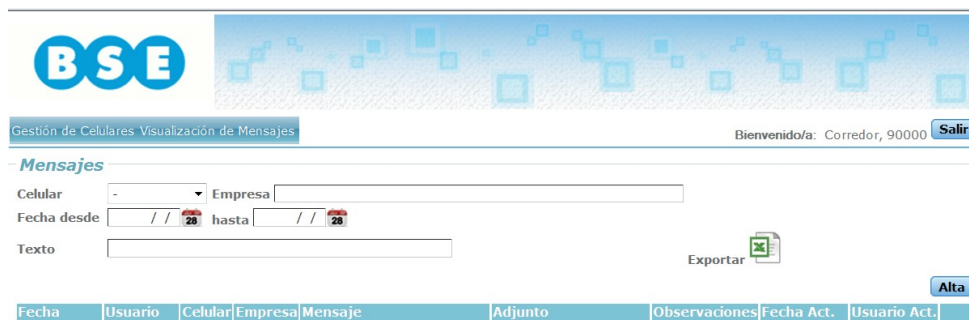 BSE
Gestión de Celulares Visualización de Mensajes
Bienvenido/a: Corredor, 90000 Salir
Mensajes
Celular - Empresa
Fecha desde / / 28 hasta / / 28
Texto
Exportar
Alta
Fecha Usuario Celular Empresa Mensaje Adjunto Observaciones Fecha Act. Usuario Act.